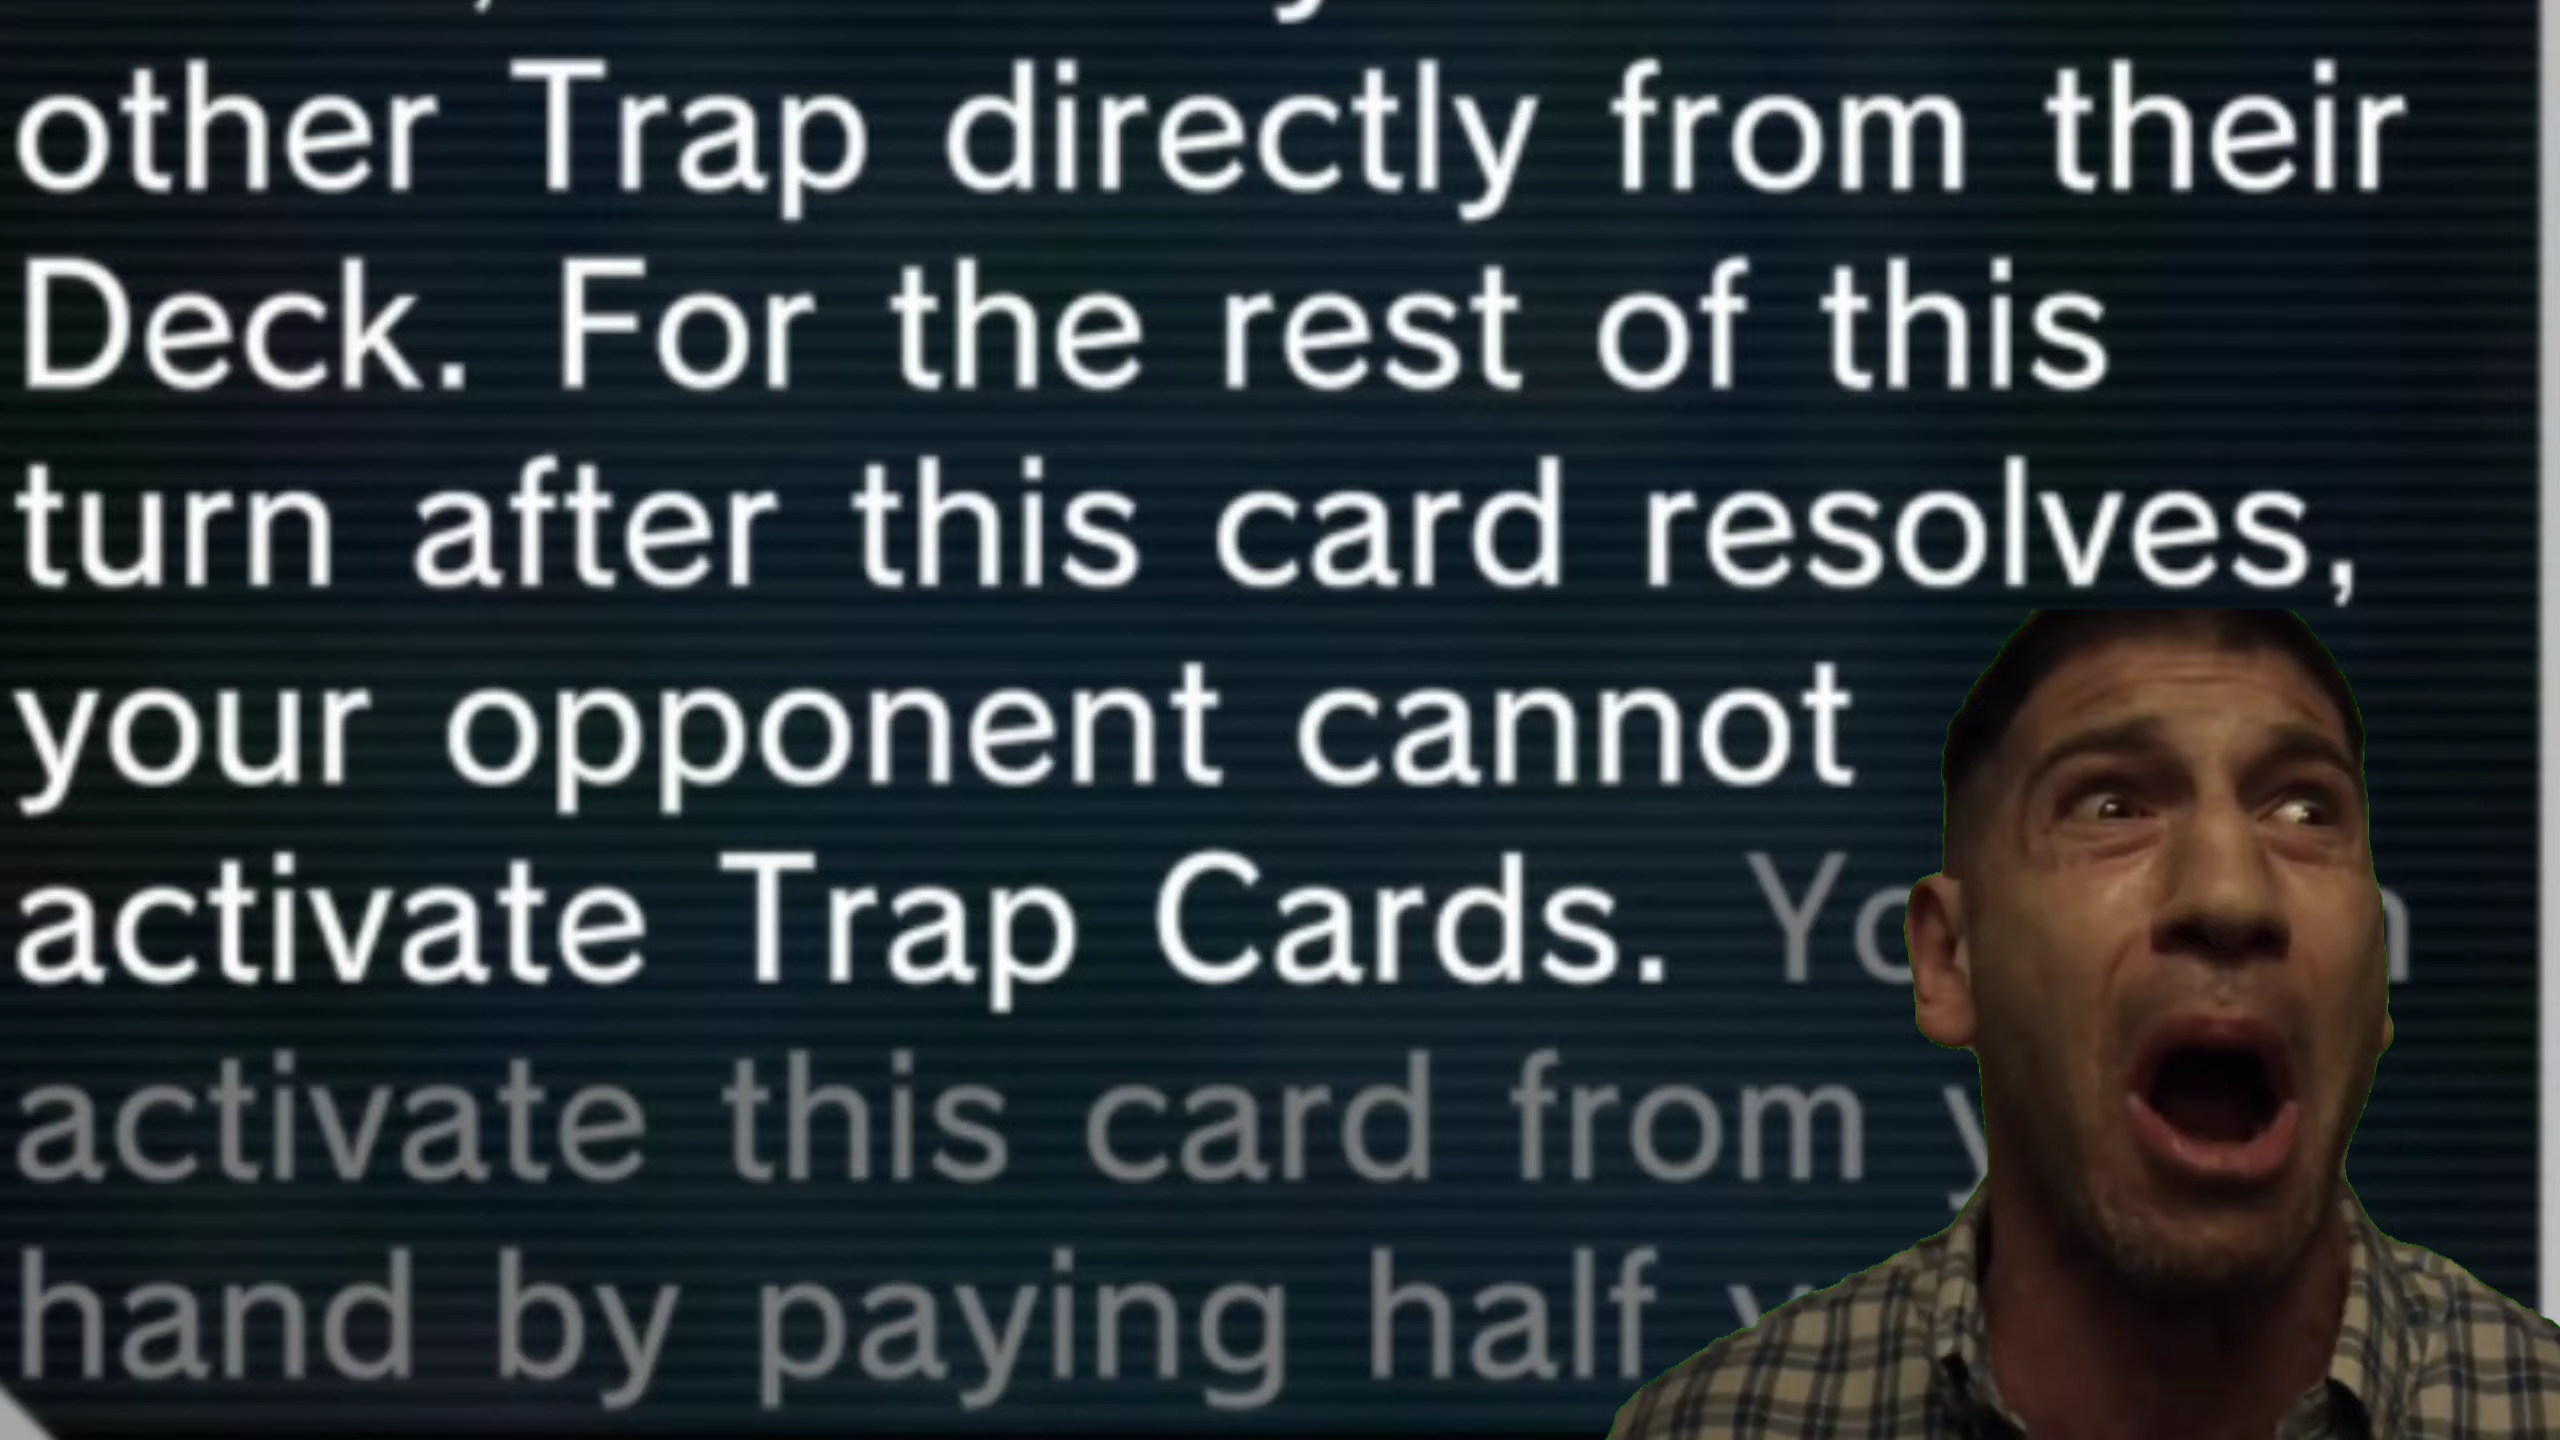 other Trap directly from their
Deck. For the rest of this
turn after this card resolves,
your opponent cannot
activate Trap Cards.
activate this card from
hand by paying half